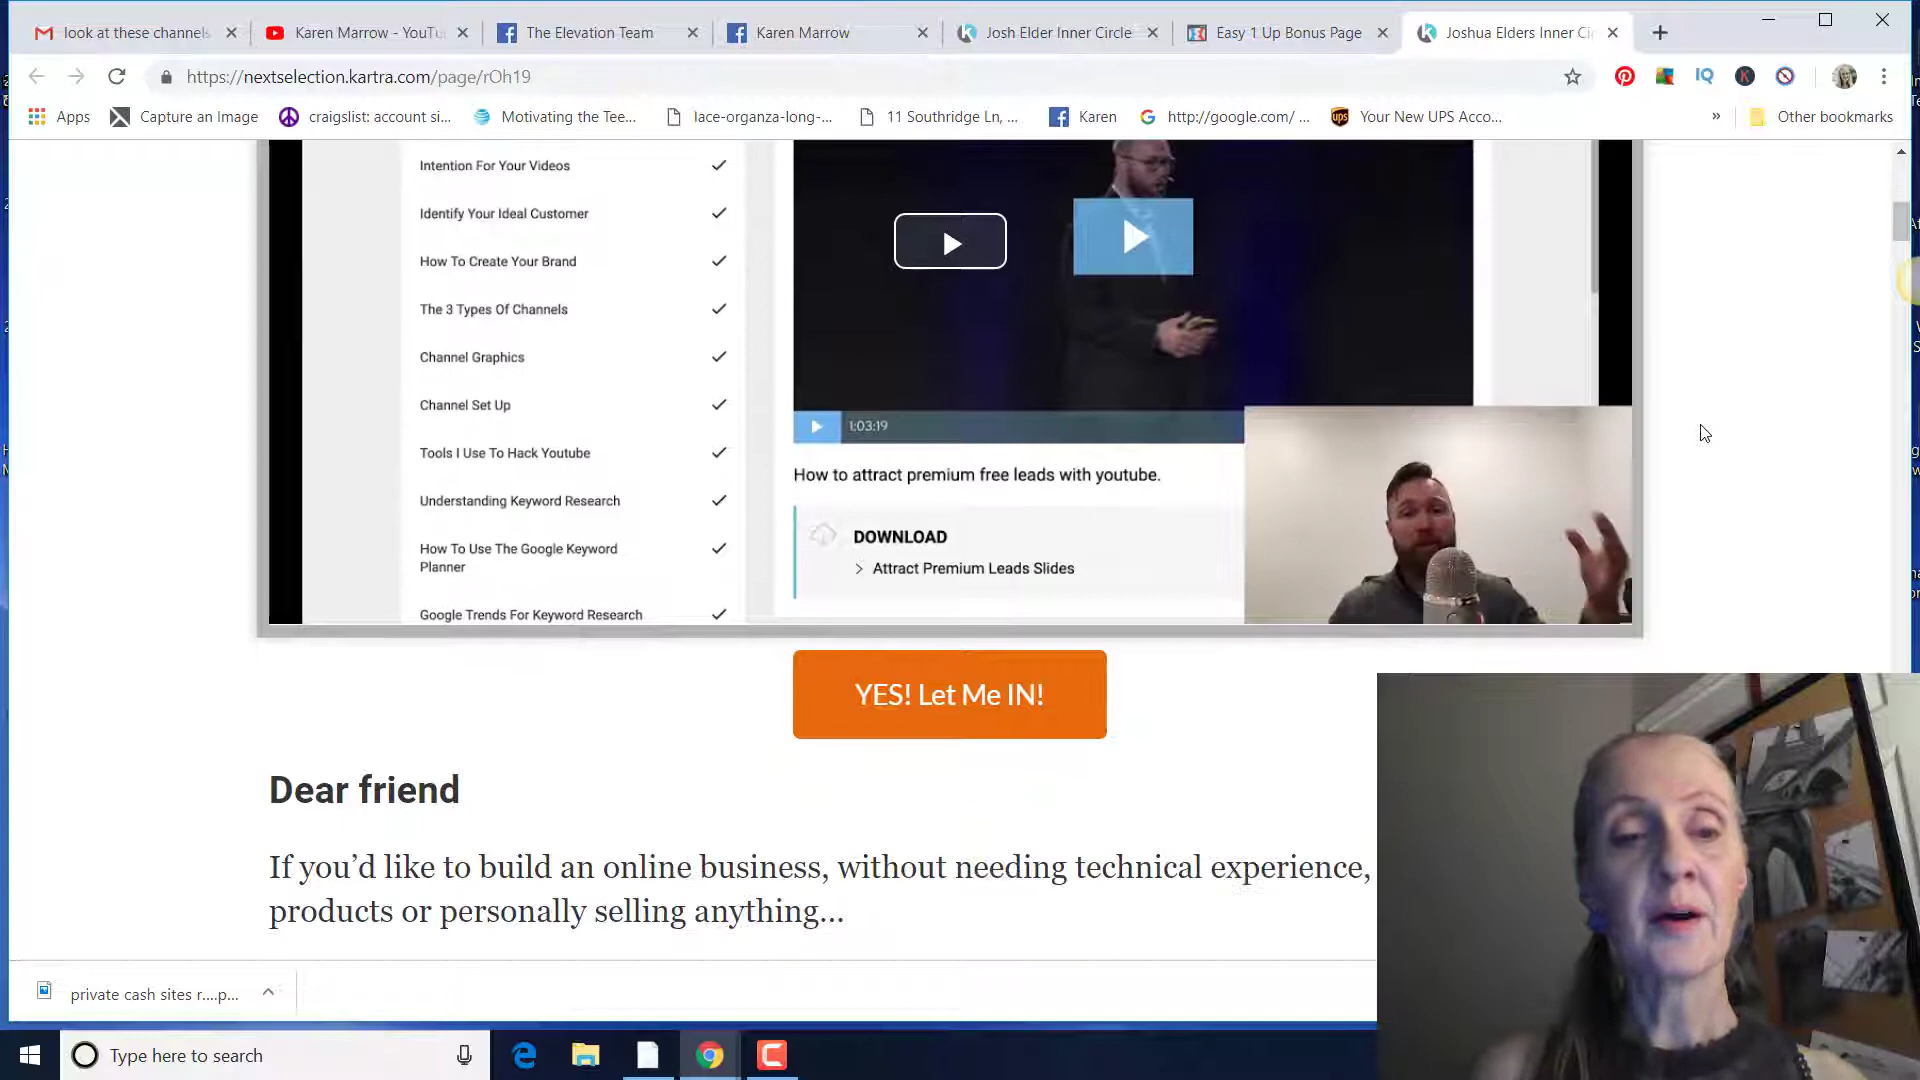 look at these channels
Karen Marrow - YouTu
The Elevation Team
Karen Marrow
Josh Elder Inner Circle
Easy 1 Up Bonus Page
Joshua Elders Inner Ci
https://nextselection.kartra.com/page/rOh19
Apps
Capture an Image
craigslist: account si...
Motivating the Tee...
lace-organza-long-...
11 Southridge Ln, ...
Karen
http://google.com/ ...
Your New UPS Acco...
»
Other bookmarks
Intention For Your Videos
Identify Your Ideal Customer
How To Create Your Brand
The 3 Types Of Channels
Channel Graphics
Channel Set Up
Tools I Use To Hack Youtube
Understanding Keyword Research
How To Use The Google Keyword
Planner
Google Trends For Keyword Research
1:03:19
How to attract premium free leads with youtube.
DOWNLOAD
> Attract Premium Leads Slides
YES! Let Me IN!
Dear friend
If you’d like to build an online business, without needing technical experience,
products or personally selling anything...
private cash sites r....p...
Type here to search